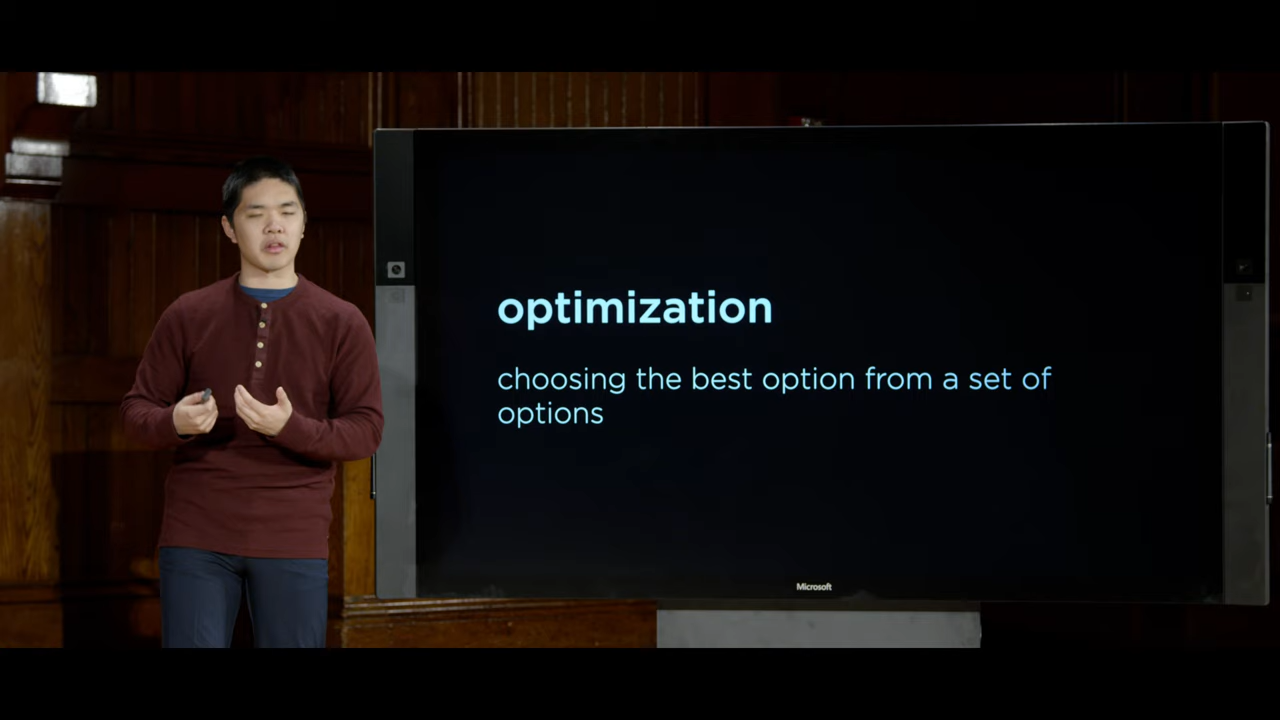 optimization
choosing the best option from a set of
options
Microsoft